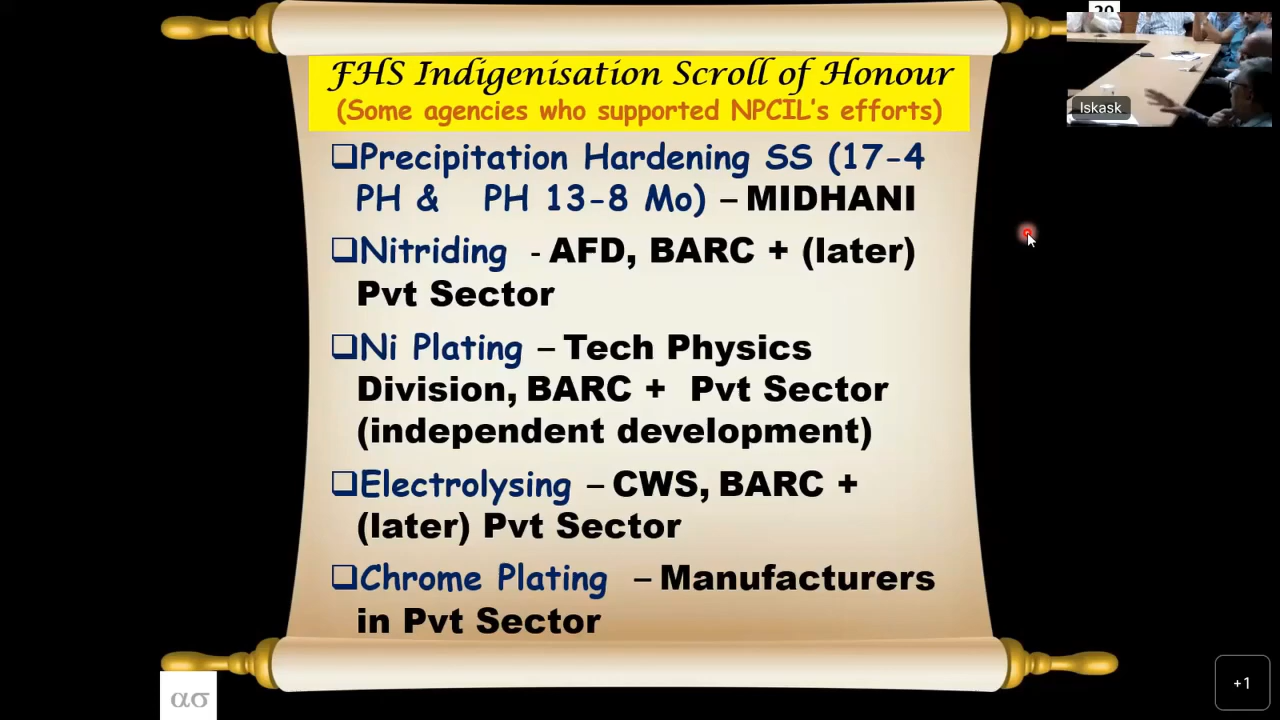 20
FHS Indigenisation Scroll of Honour
(Some agencies who supported NPCIL's efforts)
Iskask
❑Precipitation Hardening SS (17-4
PH & PH 13-8 Mo) – MIDHANI
❑Nitriding - AFD, BARC + (later)
Pvt Sector
❑Ni Plating – Tech Physics
Division, BARC + Pvt Sector
(independent development)
❑Electrolysing – CWS, BARC +
(later) Pvt Sector
❑Chrome Plating – Manufacturers
in Pvt Sector
ασ
+1